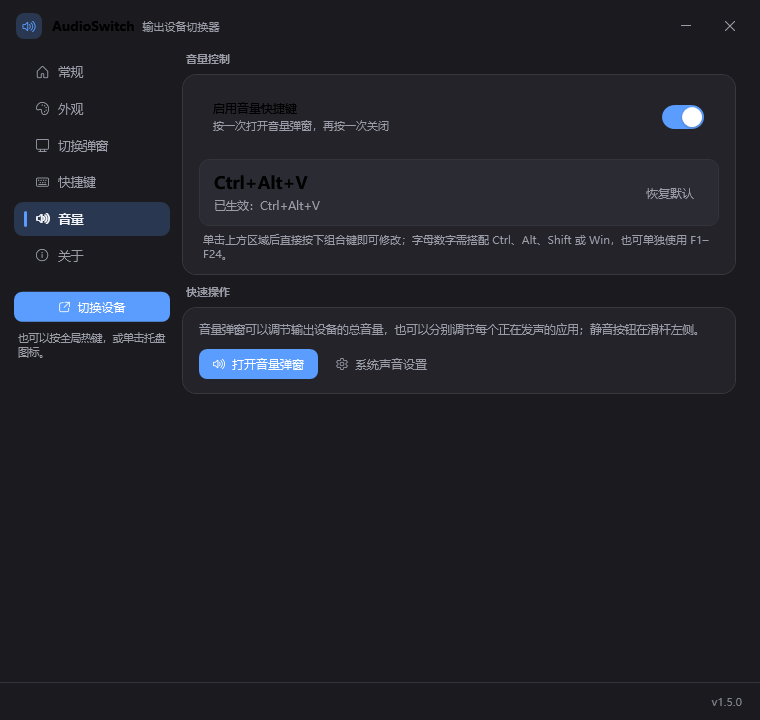 AudioSwitch 输出设备切换器
常规
外观
切换弹窗
快捷键
音量
关于
切换设备
也可以按全局热键，或单击托盘
图标。
音量控制
启用音量快捷键
按一次打开音量弹窗，再按一次关闭
Ctrl+Alt+V
已生效：Ctrl+Alt+V
恢复默认
单击上方区域后直接按下组合键即可修改；字母数字需搭配 Ctrl、Alt、Shift 或 Win，也可单独使用 F1–
F24。
快速操作
音量弹窗可以调节输出设备的总音量，也可以分别调节每个正在发声的应用；静音按钮在滑杆左侧。
打开音量弹窗
系统声音设置
v1.5.0